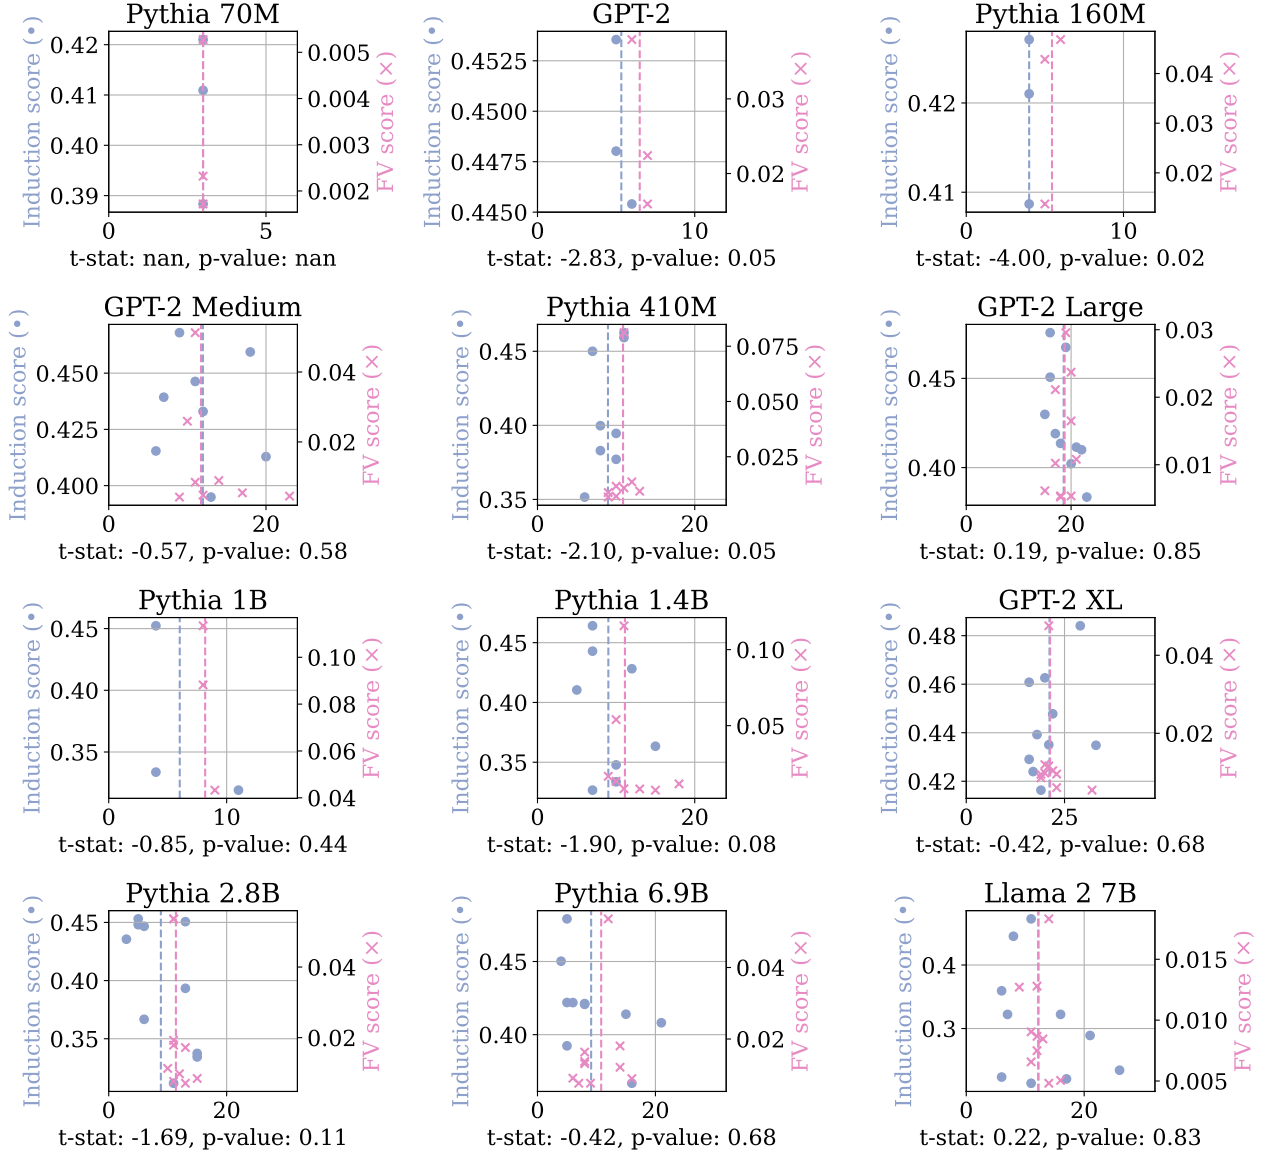 Pythia 70M
Induction score (•)
0.42
0.41
0.40
0.39
0.005
0.004
0.003
0.002
FV score (×)
0 5
t-stat: nan, p-value: nan
GPT-2
Induction score (•)
0.4525
0.4500
0.4475
0.4450
0.03
0.02
FV score (×)
0 10
t-stat: -2.83, p-value: 0.05
Pythia 160M
Induction score (•)
0.42
0.41
0.04
0.03
0.02
FV score (×)
0 10
t-stat: -4.00, p-value: 0.02
GPT-2 Medium
Induction score (•)
0.450
0.425
0.400
0.04
0.02
FV score (×)
0 20
t-stat: -0.57, p-value: 0.58
Pythia 410M
Induction score (•)
0.45
0.40
0.35
0.075
0.050
0.025
FV score (×)
0 20
t-stat: -2.10, p-value: 0.05
GPT-2 Large
Induction score (•)
0.45
0.40
0.03
0.02
0.01
FV score (×)
0 20
t-stat: 0.19, p-value: 0.85
Pythia 1B
Induction score (•)
0.45
0.40
0.35
0.10
0.08
0.06
0.04
FV score (×)
0 10
t-stat: -0.85, p-value: 0.44
Pythia 1.4B
Induction score (•)
0.45
0.40
0.35
0.10
0.05
FV score (×)
0 20
t-stat: -1.90, p-value: 0.08
GPT-2 XL
Induction score (•)
0.48
0.46
0.44
0.42
0.04
0.02
FV score (×)
0 25
t-stat: -0.42, p-value: 0.68
Pythia 2.8B
Induction score (•)
0.45
0.40
0.35
0.04
0.02
FV score (×)
0 20
t-stat: -1.69, p-value: 0.11
Pythia 6.9B
Induction score (•)
0.45
0.40
0.04
0.02
FV score (×)
0 20
t-stat: -0.42, p-value: 0.68
Llama 2 7B
Induction score (•)
0.4
0.3
0.015
0.010
0.005
FV score (×)
0 20
t-stat: 0.22, p-value: 0.83